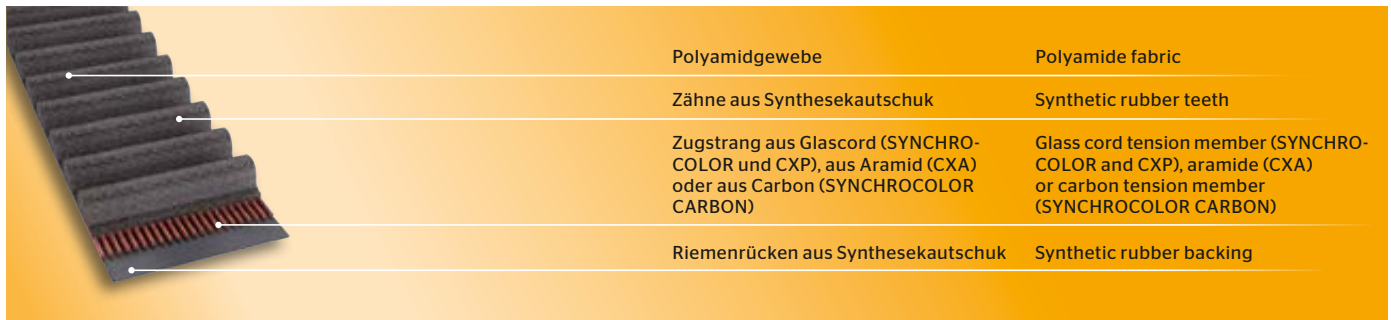 Polyamidgewebe
Polyamide fabric
Zähne aus Synthesekautschuk
Synthetic rubber teeth
Zugstrang aus Glascord (SYNCHRO-
COLOR und CXP), aus Aramid (CXA)
oder aus Carbon (SYNCHROCOLOR
CARBON)
Glass cord tension member (SYNCHRO-
COLOR and CXP), aramide (CXA)
or carbon tension member
(SYNCHROCOLOR CARBON)
Riemenrücken aus Synthesekautschuk
Synthetic rubber backing